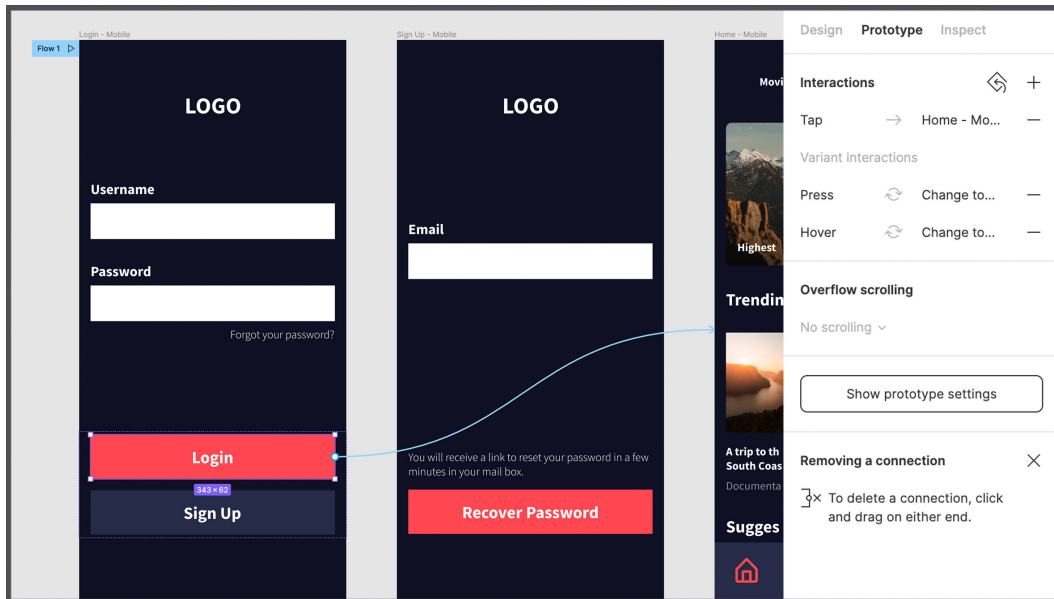 Flow 1
Login - Mobile
LOGO
Username
Password
Forgot your password?
Login
343 × 62
Sign Up
Sign Up - Mobile
LOGO
Email
You will receive a link to reset your password in a few
minutes in your mail box.
Recover Password
Home - Mobile
Movi
Highest
Trendin
A trip to th
South Coas
Documenta
Sugges
Design Prototype Inspect
Interactions
Tap Home - Mo...
Variant interactions
Press Change to...
Hover Change to...
Overflow scrolling
No scrolling
Show prototype settings
Removing a connection
To delete a connection, click
and drag on either end.